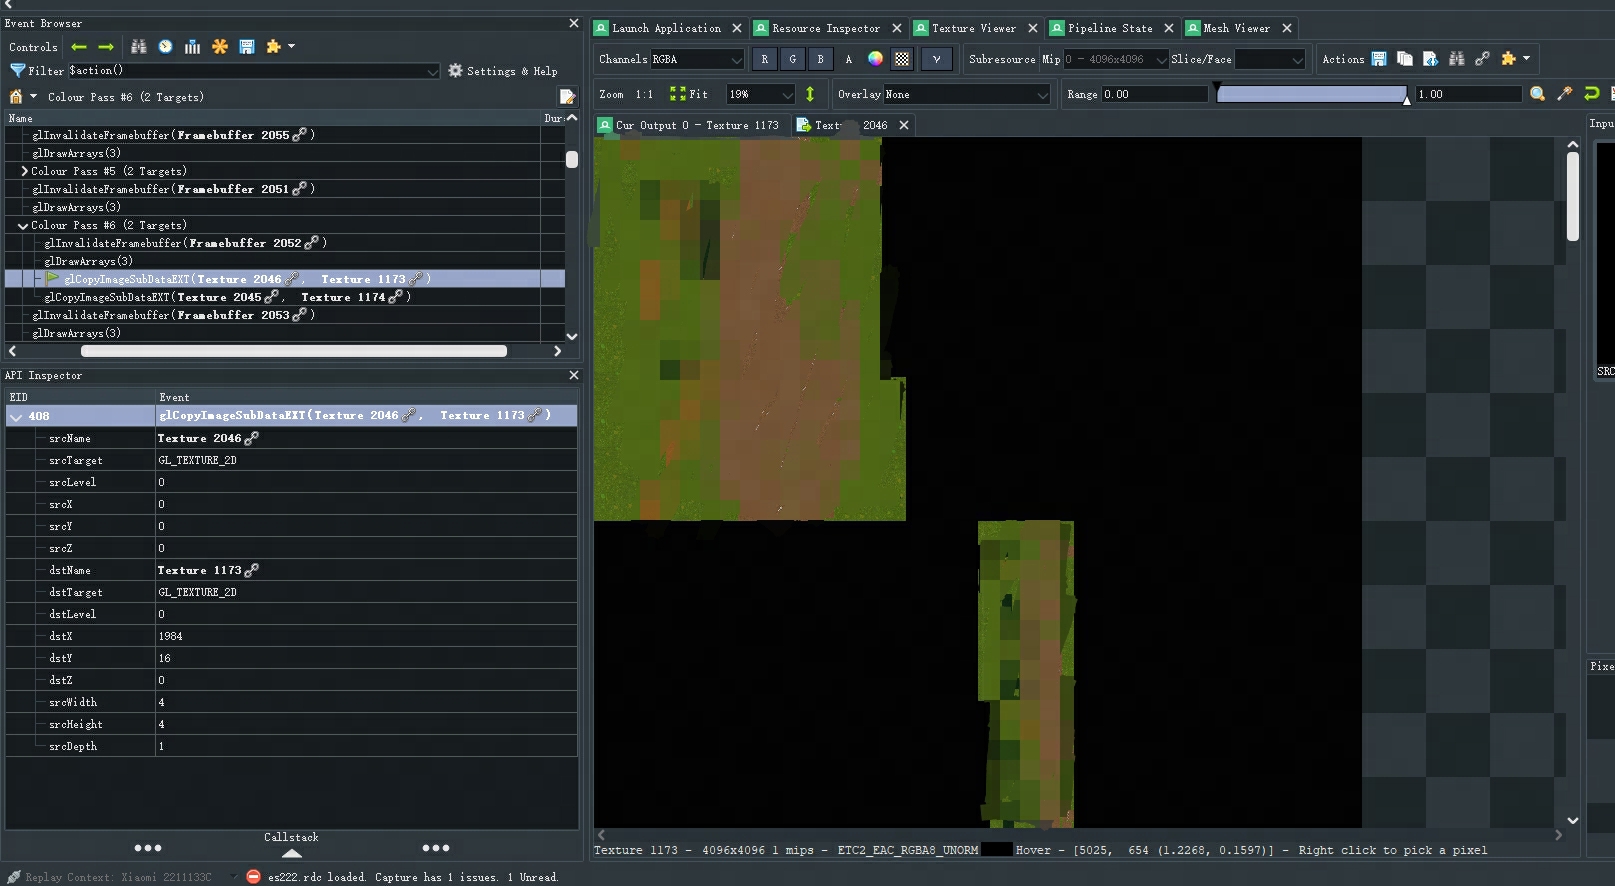 Event Browser
Controls
Filter $action() Settings & Help
Colour Pass #6 (2 Targets)
Name
glInvalidateFramebuffer(Framebuffer 2055)
glDrawArrays(3)
Colour Pass #5 (2 Targets)
glInvalidateFramebuffer(Framebuffer 2051)
glDrawArrays(3)
Colour Pass #6 (2 Targets)
glInvalidateFramebuffer(Framebuffer 2052)
glDrawArrays(3)
glCopyImageSubDataEXT(Texture 2046, Texture 1173)
glCopyImageSubDataEXT(Texture 2045, Texture 1174)
glInvalidateFramebuffer(Framebuffer 2053)
glDrawArrays(3)
API Inspector
EID Event
408 glCopyImageSubDataEXT(Texture 2046, Texture 1173)
srcName Texture 2046
srcTarget GL_TEXTURE_2D
srcLevel 0
srcX 0
srcY 0
srcZ 0
dstName Texture 1173
dstTarget GL_TEXTURE_2D
dstLevel 0
dstX 1984
dstY 16
dstZ 0
srcWidth 4
srcHeight 4
srcDepth 1
Callstack
Replay Context: Xiaomi 2211133C es222.rdc loaded. Capture has 1 issues. 1 Unread.
Launch Application Resource Inspector Texture Viewer Pipeline State Mesh Viewer
Channels RGBA R G B A γ Subresource Mip 0 - 4096x4096 Slice/Face Actions
Zoom 1:1 Fit 19% Overlay None Range 0.00 1.00
Cur Output 0 - Texture 1173 2046
SRC
Texture 1173 - 4096x4096 1 mips - ETC2_EAC_RGBA8_UNORM Hover - [5025, 654 (1.2268, 0.1597)] - Right click to pick a pixel